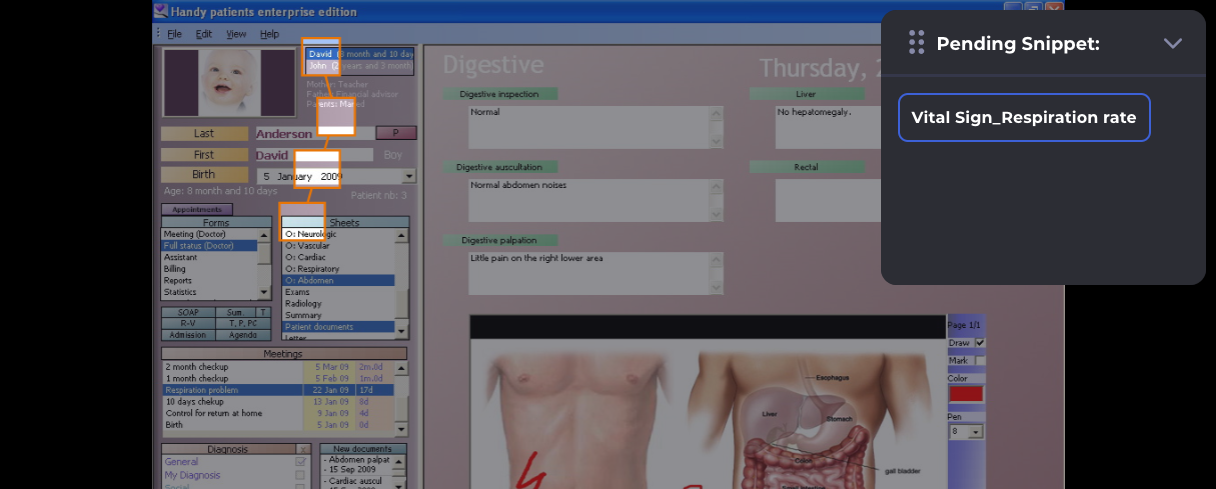 Handy patients enterprise edition
File Edit View Help
Pending Snippet:
Vital Sign_Respiration rate
David (8 month and 10 day
John (2 years and 3 month
Mother: Teacher
Father: Financial advisor
Parents: Maried
Last Anderson P
First David Boy
Birth 5 January 2009
Age: 8 month and 10 days Patient nb: 3
Appointments
Forms
Meeting (Doctor)
Full status (Doctor)
Assistant
Billing
Reports
Statistics
Sheets
O: Neurologic
O: Vascular
O: Cardiac
O: Respiratory
O: Abdomen
Exams
Radiology
Summary
Patient documents
Letter
SOAP Sum. T
R-V T, P, PC
Admission Agenda
Meetings
2 month checkup 5 Mar 09 2m.0d
1 month checkup 5 Feb 09 1m.0d
Respiration problem 22 Jan 09 17d
10 days chekup 13 Jan 09 8d
Control for return at home 9 Jan 09 4d
Birth 5 Jan 09 0d
Diagnosis x
General
My Diagnosis
Social
New documents
- Abdomen palpat
- 15 Sep 2009
- Cardiac auscul
- 15 Sep 2009
Digestive
Thursday, 2
Digestive inspection
Normal
Liver
No hepatomegaly.
Digestive auscultation
Normal abdomen noises
Rectal
Digestive palpation
Little pain on the right lower area
Page 1/1
Draw
Mark
Color
Pen
8
Esophagus
Liver
Stomach
gall bladder